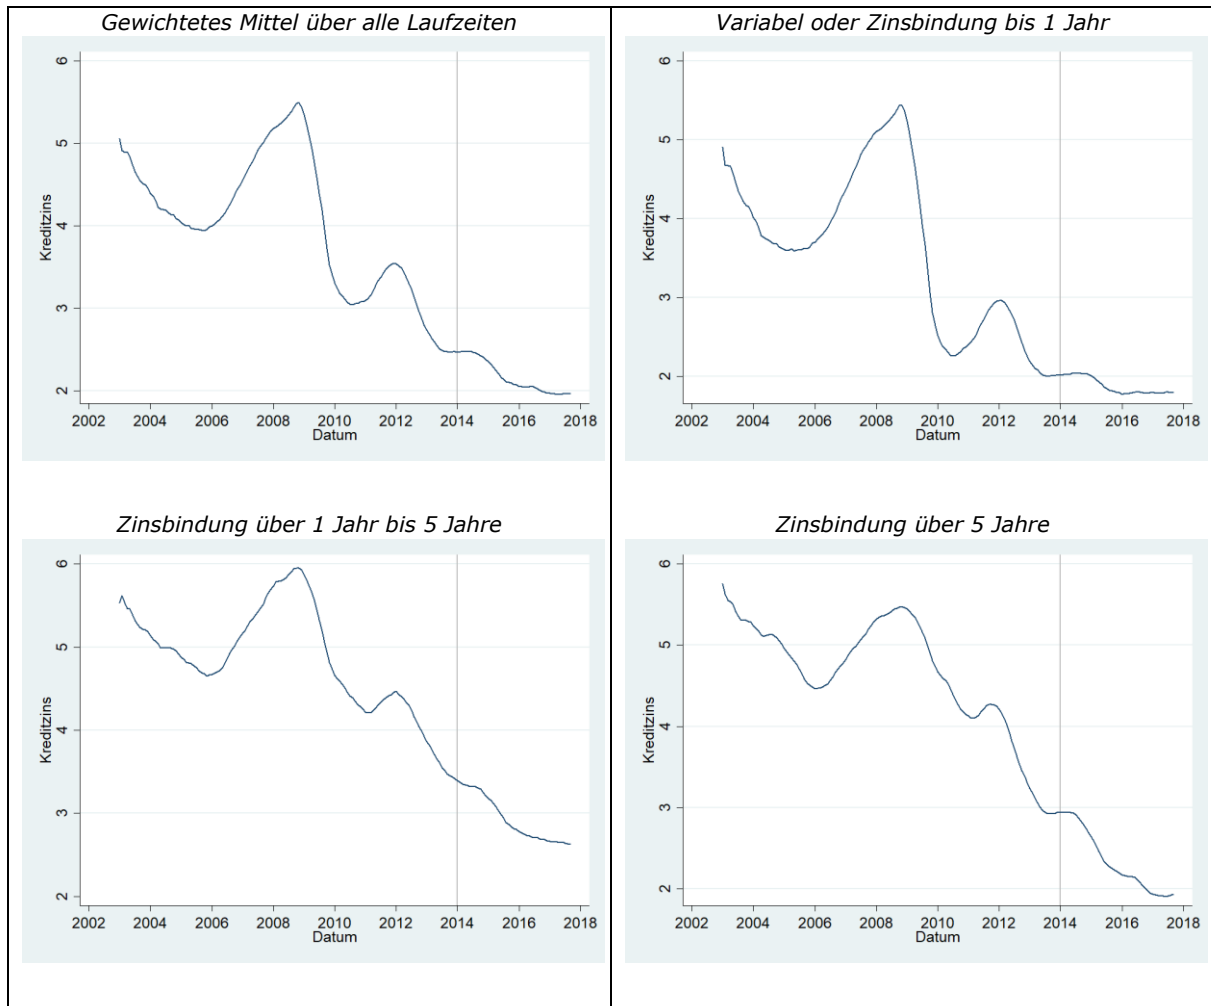 Gewichtetes Mittel über alle Laufzeiten
6
5
4
3
2
Kreditzins
2002 2004 2006 2008 2010 2012 2014 2016 2018
Datum
Variabel oder Zinsbindung bis 1 Jahr
6
5
4
3
2
Kreditzins
2002 2004 2006 2008 2010 2012 2014 2016 2018
Datum
Zinsbindung über 1 Jahr bis 5 Jahre
6
5
4
3
2
Kreditzins
2002 2004 2006 2008 2010 2012 2014 2016 2018
Datum
Zinsbindung über 5 Jahre
6
5
4
3
2
Kreditzins
2002 2004 2006 2008 2010 2012 2014 2016 2018
Datum